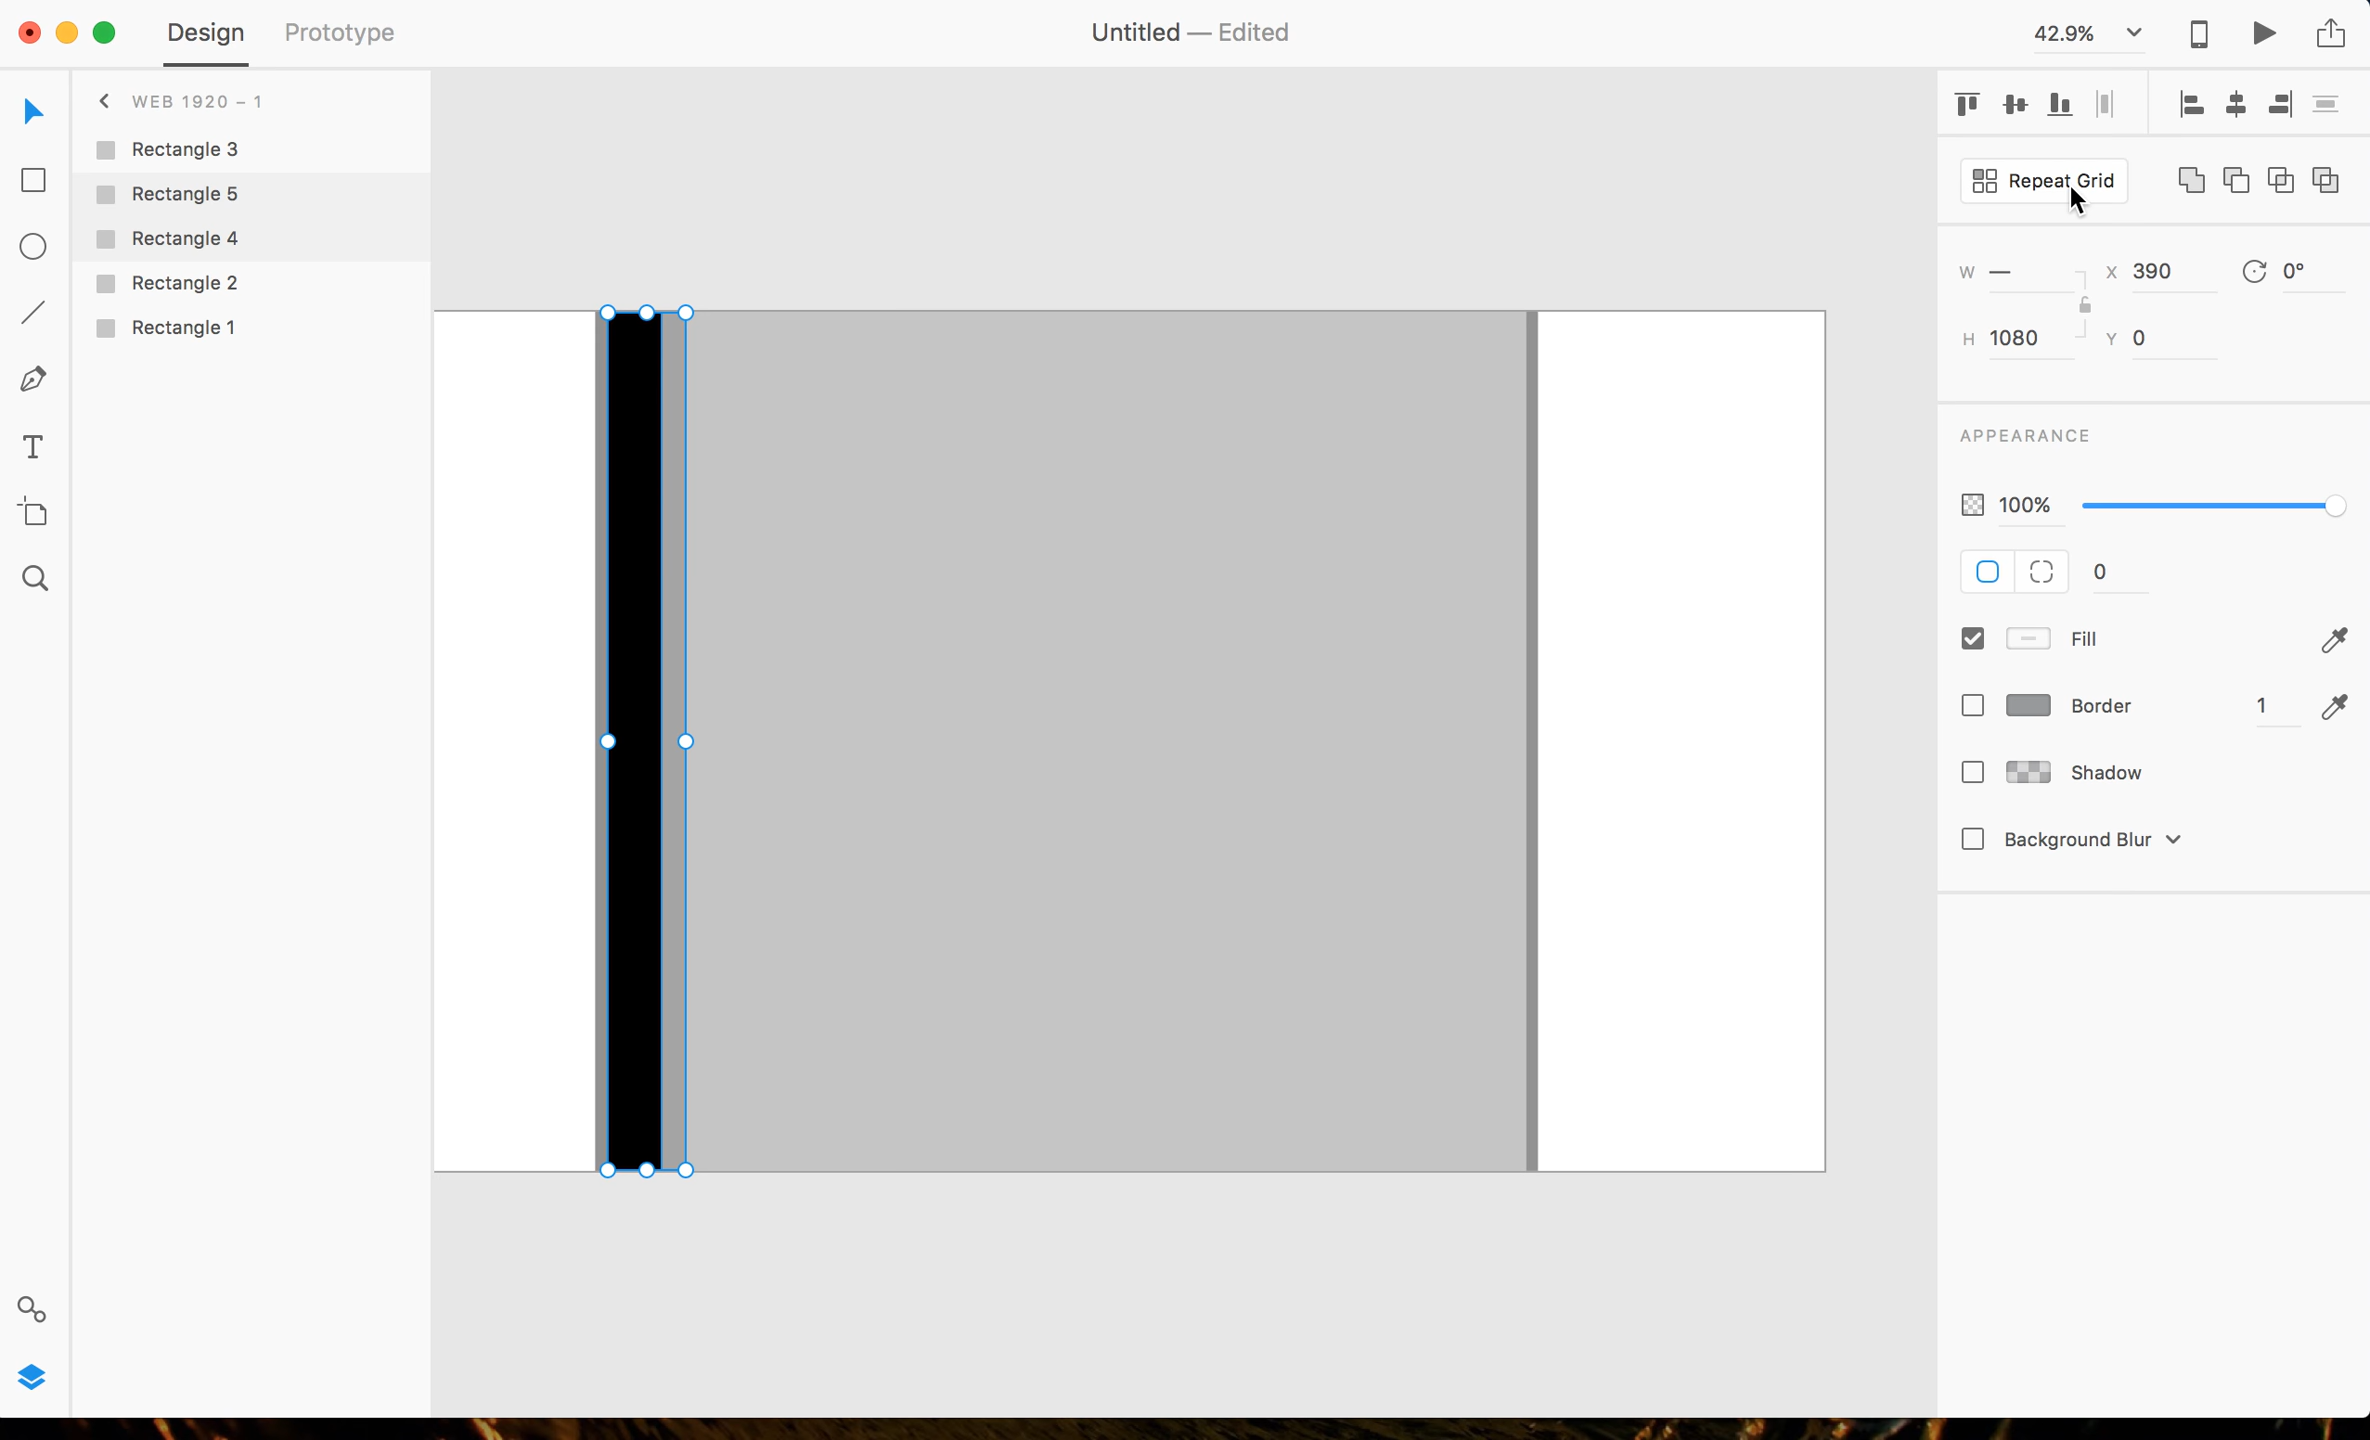 Design Prototype Untitled — Edited 42.9%
WEB 1920 – 1
Rectangle 3
Rectangle 5
Rectangle 4
Rectangle 2
Rectangle 1
T
Repeat Grid
W — X 390 0°
H 1080 Y 0
APPEARANCE
100%
0
Fill
Border 1
Shadow
Background Blur